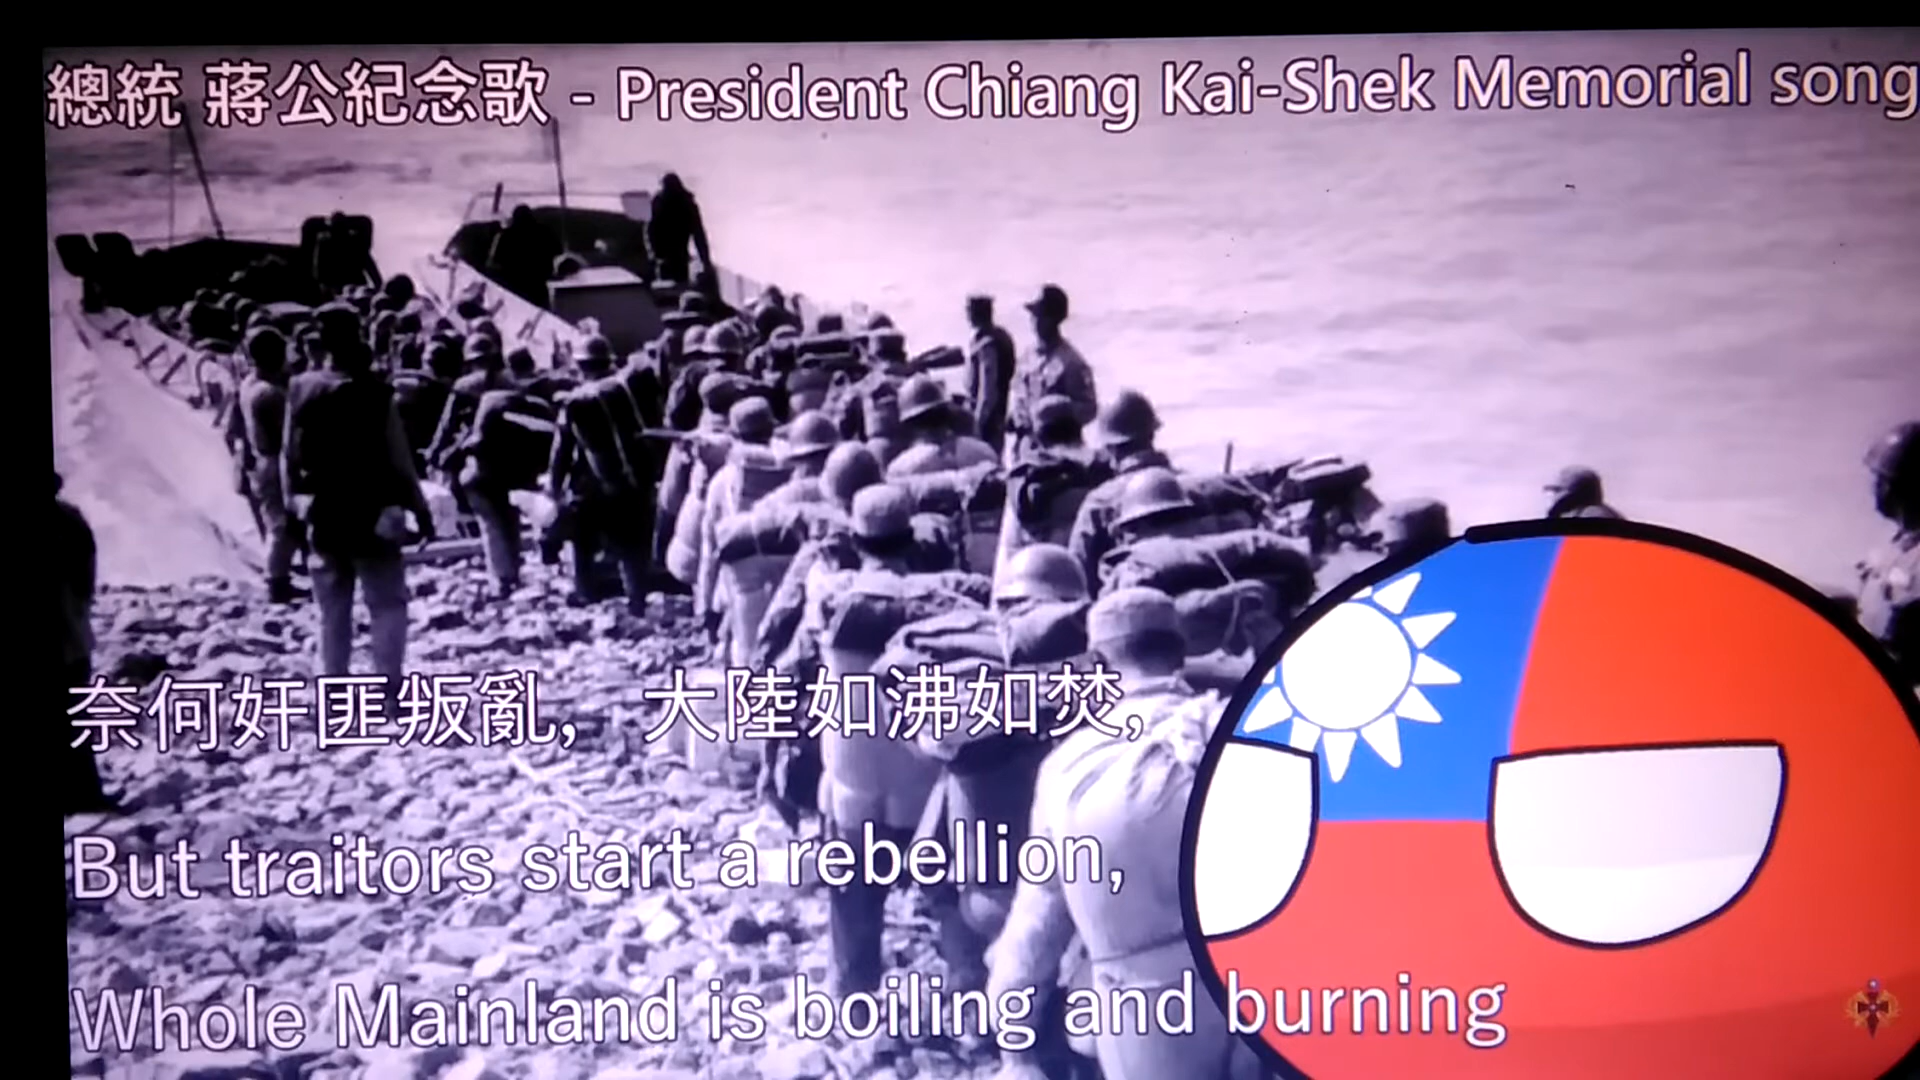 總統 蔣公紀念歌 - President Chiang Kai-Shek Memorial song
奈何奸匪叛亂, 大陸如沸如焚,
But traitors start a rebellion,
Whole Mainland is boiling and burning